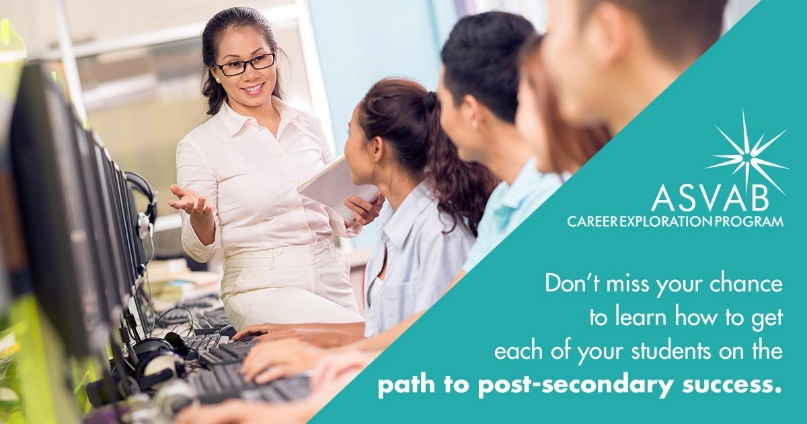 ASVAB
CAREER EXPLORATION PROGRAM
Don't miss your chance
to learn how to get
each of your students on the
path to post-secondary success.